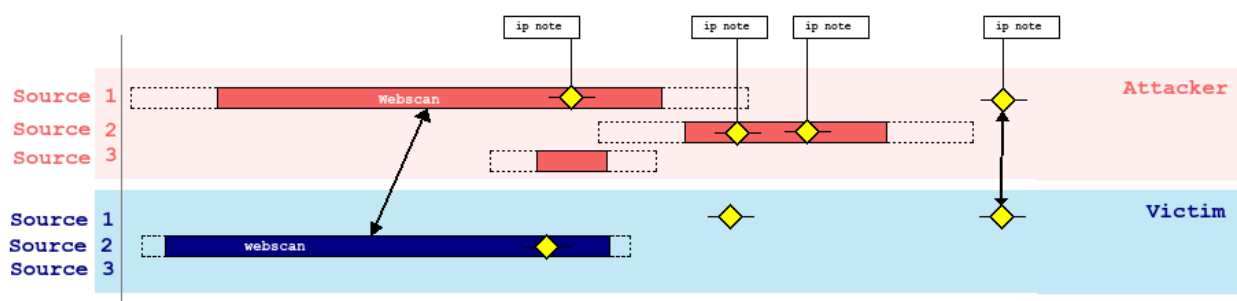 ip note
ip note
ip note
ip note
Source 1
Webscan
Attacker
Source 2
Source 3
Source 1
Victim
Source 2
webscan
Source 3